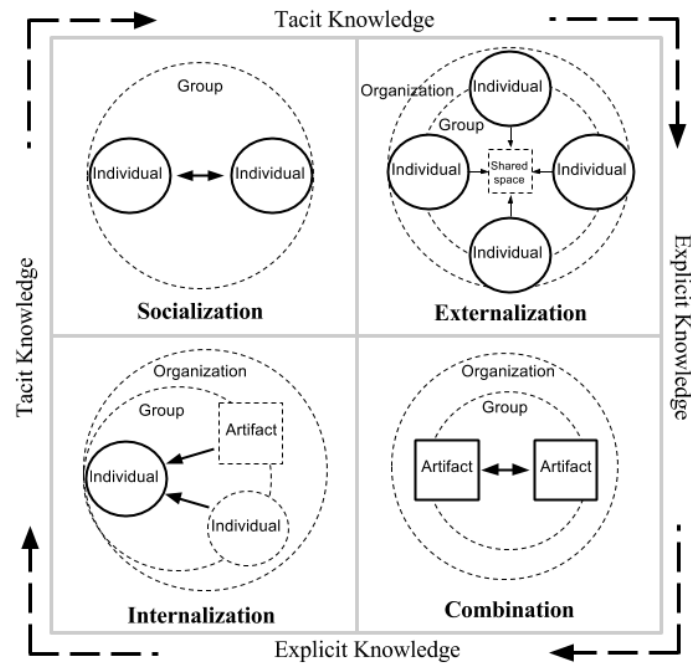 Tacit Knowledge
Group
Individual
Individual
Socialization
Individual
Organization
Group
Individual
Shared
space
Individual
Individual
Externalization
Tacit Knowledge
Explicit Knowledge
Organization
Group
Artifact
Individual
Individual
Internalization
Organization
Group
Artifact
Artifact
Combination
Explicit Knowledge